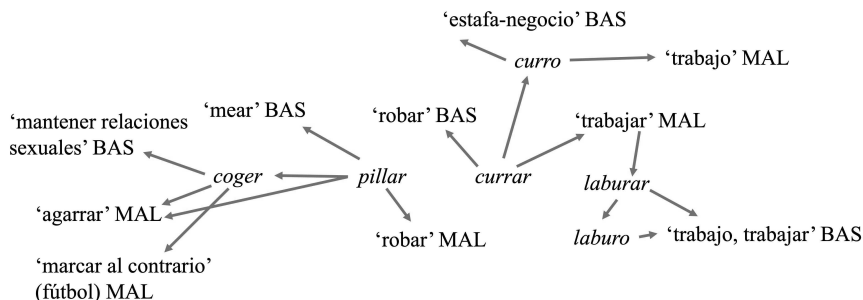 ‘estafa-negocio’ BAS
curro
‘trabajo’ MAL
‘mear’ BAS
‘robar’ BAS
‘trabajar’ MAL
‘mantener relaciones
sexuales’ BAS
coger
pillar
currar
laburar
‘agarrar’ MAL
‘robar’ MAL
laburo
‘trabajo, trabajar’ BAS
‘marcar al contrario’
(fútbol) MAL